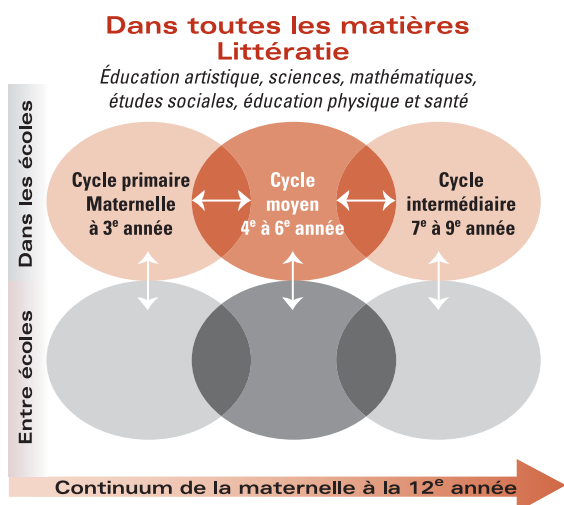 Dans toutes les matières
Littératie
Éducation artistique, sciences, mathématiques,
études sociales, éducation physique et santé
Dans les écoles
Cycle primaire
Maternelle
à 3e année
Cycle
moyen
4e à 6e année
Cycle
intermédiaire
7e à 9e année
Entre écoles
Continuum de la maternelle à la 12e année